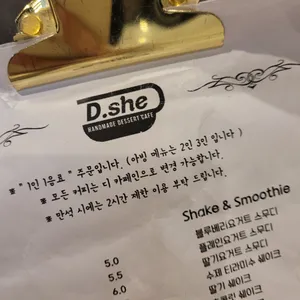 D.she
HANDMADE DESSERT CAFE
* 1인 1음료 * 주문입니다. (아빙 메뉴는 2인 3인 입니다)
* 모든 커피는 디카페인으로 변경 가능합니다.
* 만석 시에는 2시간 제한 이용 부탁 드립니다.
Shake & Smoothie
블루베리요거트 스무디
플레인요거트 스무디
5.0 딸기요거트 스무디
5.5 수제 티라미수 쉐이크
6.0 딸기 쉐이크
쉐이크